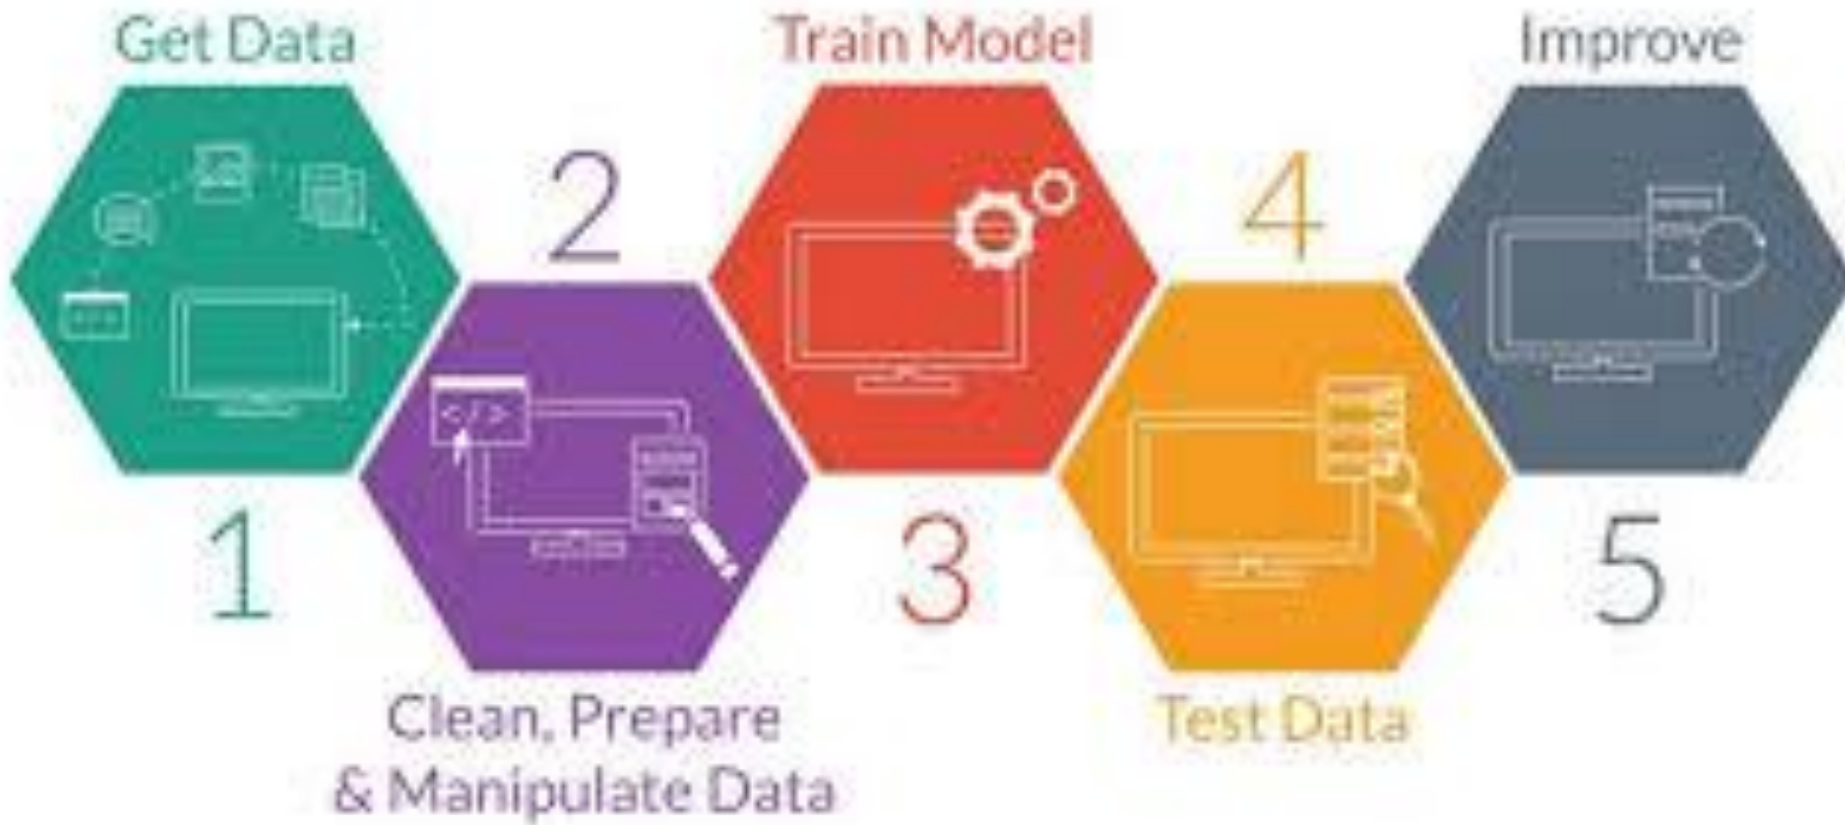 Get Data
1
2
Clean, Prepare
& Manipulate Data
Train Model
3
4
Test Data
Improve
5
</>